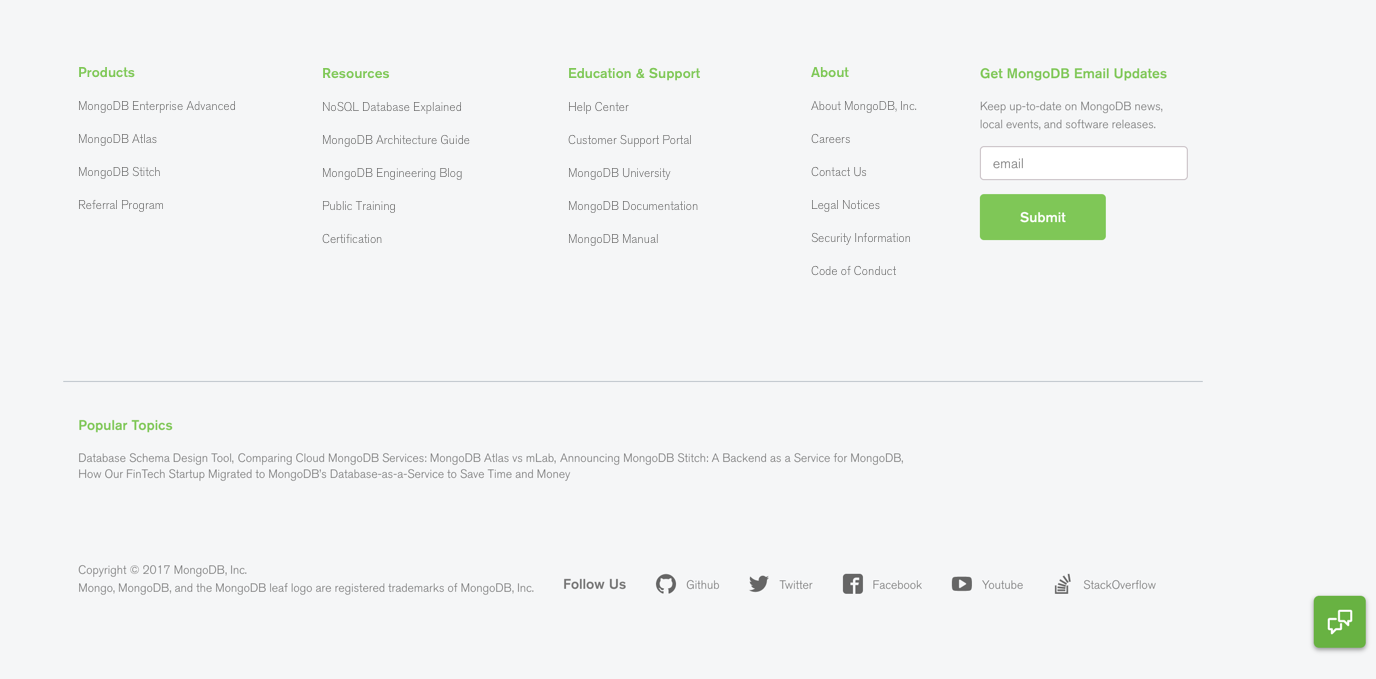 Products
MongoDB Enterprise Advanced
MongoDB Atlas
MongoDB Stitch
Referral Program
Resources
NoSQL Database Explained
MongoDB Architecture Guide
MongoDB Engineering Blog
Public Training
Certification
Education & Support
Help Center
Customer Support Portal
MongoDB University
MongoDB Documentation
MongoDB Manual
About
About MongoDB, Inc.
Careers
Contact Us
Legal Notices
Security Information
Code of Conduct
Get MongoDB Email Updates
Keep up-to-date on MongoDB news,
local events, and software releases.
email
Submit
Popular Topics
Database Schema Design Tool, Comparing Cloud MongoDB Services: MongoDB Atlas vs mLab, Announcing MongoDB Stitch: A Backend as a Service for MongoDB,
How Our FinTech Startup Migrated to MongoDB's Database-as-a-Service to Save Time and Money
Copyright © 2017 MongoDB, Inc.
Mongo, MongoDB, and the MongoDB leaf logo are registered trademarks of MongoDB, Inc.
Follow Us
Github
Twitter
Facebook
Youtube
StackOverflow